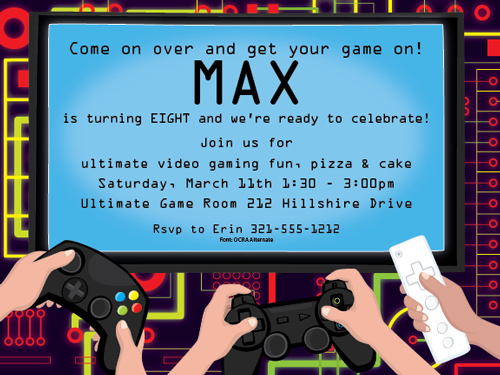 Come on over and get your game on!
MAX
is turning EIGHT and we're ready to celebrate!
Join us for
ultimate video gaming fun, pizza & cake
Saturday, March 11th 1:30 - 3:00pm
Ultimate Game Room 212 Hillshire Drive
Rsvp to Erin 321-555-1212
Font: OCRAAlternate